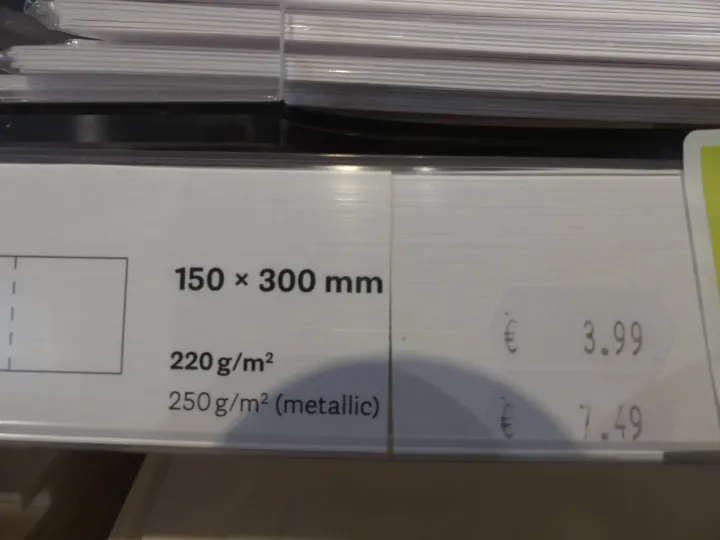 150 × 300 mm
220 g/m²
250 g/m² (metallic)
€ 3.99
€ 7.49